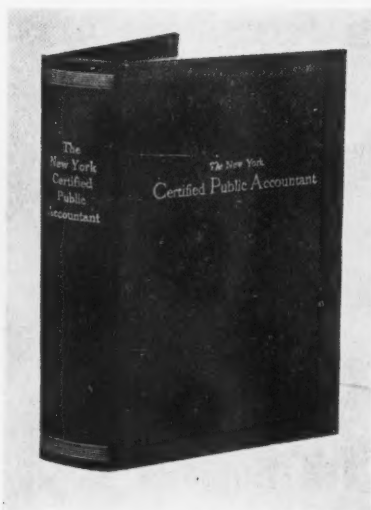 The
New York
Certified
Public
Accountant
The New York
Certified Public Accountant